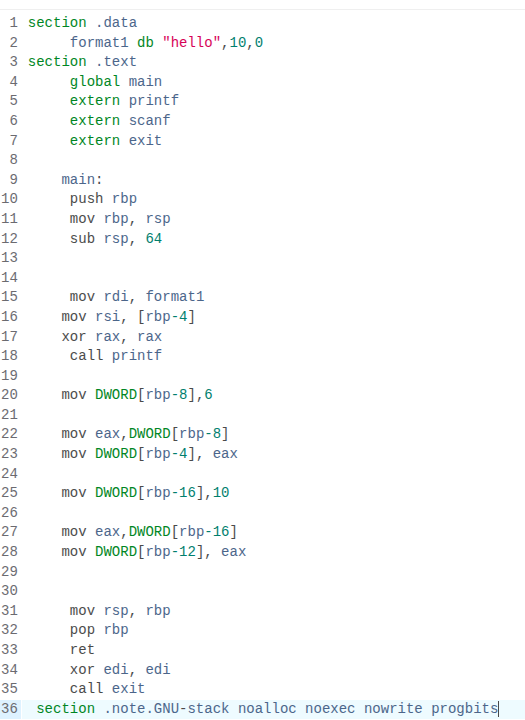 1 section .data
2 format1 db "hello",10,0
3 section .text
4 global main
5 extern printf
6 extern scanf
7 extern exit
8
9 main:
10 push rbp
11 mov rbp, rsp
12 sub rsp, 64
13
14
15 mov rdi, format1
16 mov rsi, [rbp-4]
17 xor rax, rax
18 call printf
19
20 mov DWORD[rbp-8],6
21
22 mov eax,DWORD[rbp-8]
23 mov DWORD[rbp-4], eax
24
25 mov DWORD[rbp-16],10
26
27 mov eax,DWORD[rbp-16]
28 mov DWORD[rbp-12], eax
29
30
31 mov rsp, rbp
32 pop rbp
33 ret
34 xor edi, edi
35 call exit
36 section .note.GNU-stack noalloc noexec nowrite progbits